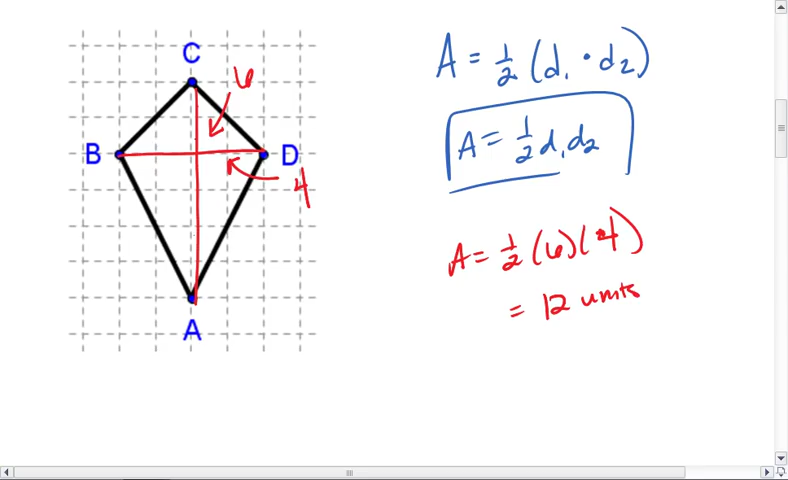 C
6
B
D
4
A
A = 1/2 (d₁ · d₂)
A = 1/2 d₁d₂
A = 1/2 (6)(4)
= 12 units